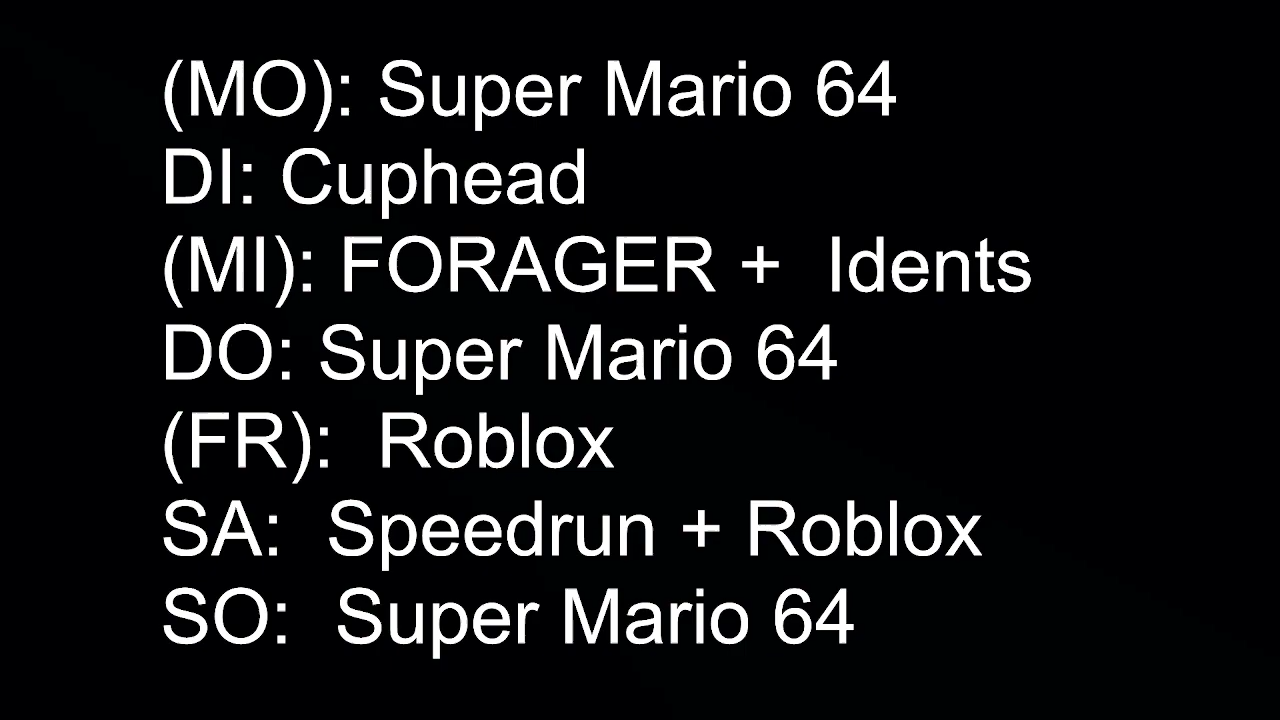 (MO): Super Mario 64
DI: Cuphead
(MI): FORAGER +  Idents
DO: Super Mario 64
(FR):  Roblox
SA:  Speedrun + Roblox
SO:  Super Mario 64